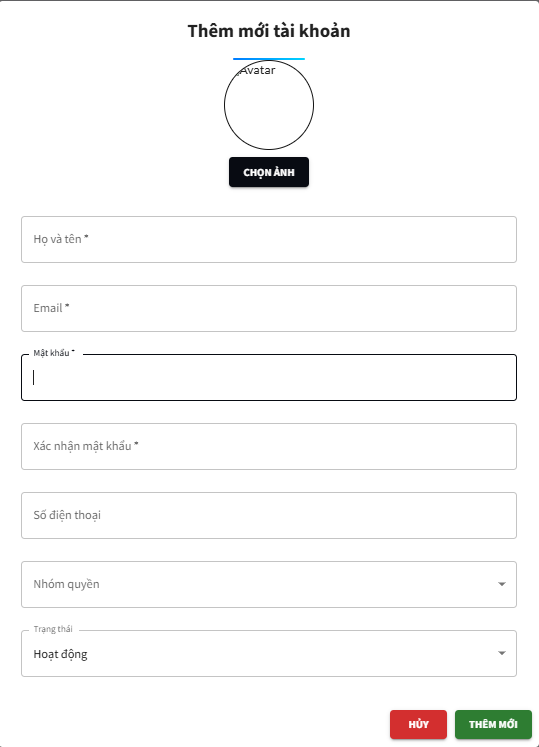 Thêm mới tài khoản
Avatar
CHỌN ẢNH
Họ và tên *
Email *
Mật khẩu *
Xác nhận mật khẩu *
Số điện thoại
Nhóm quyền
Trạng thái
Hoạt động
HỦY
THÊM MỚI